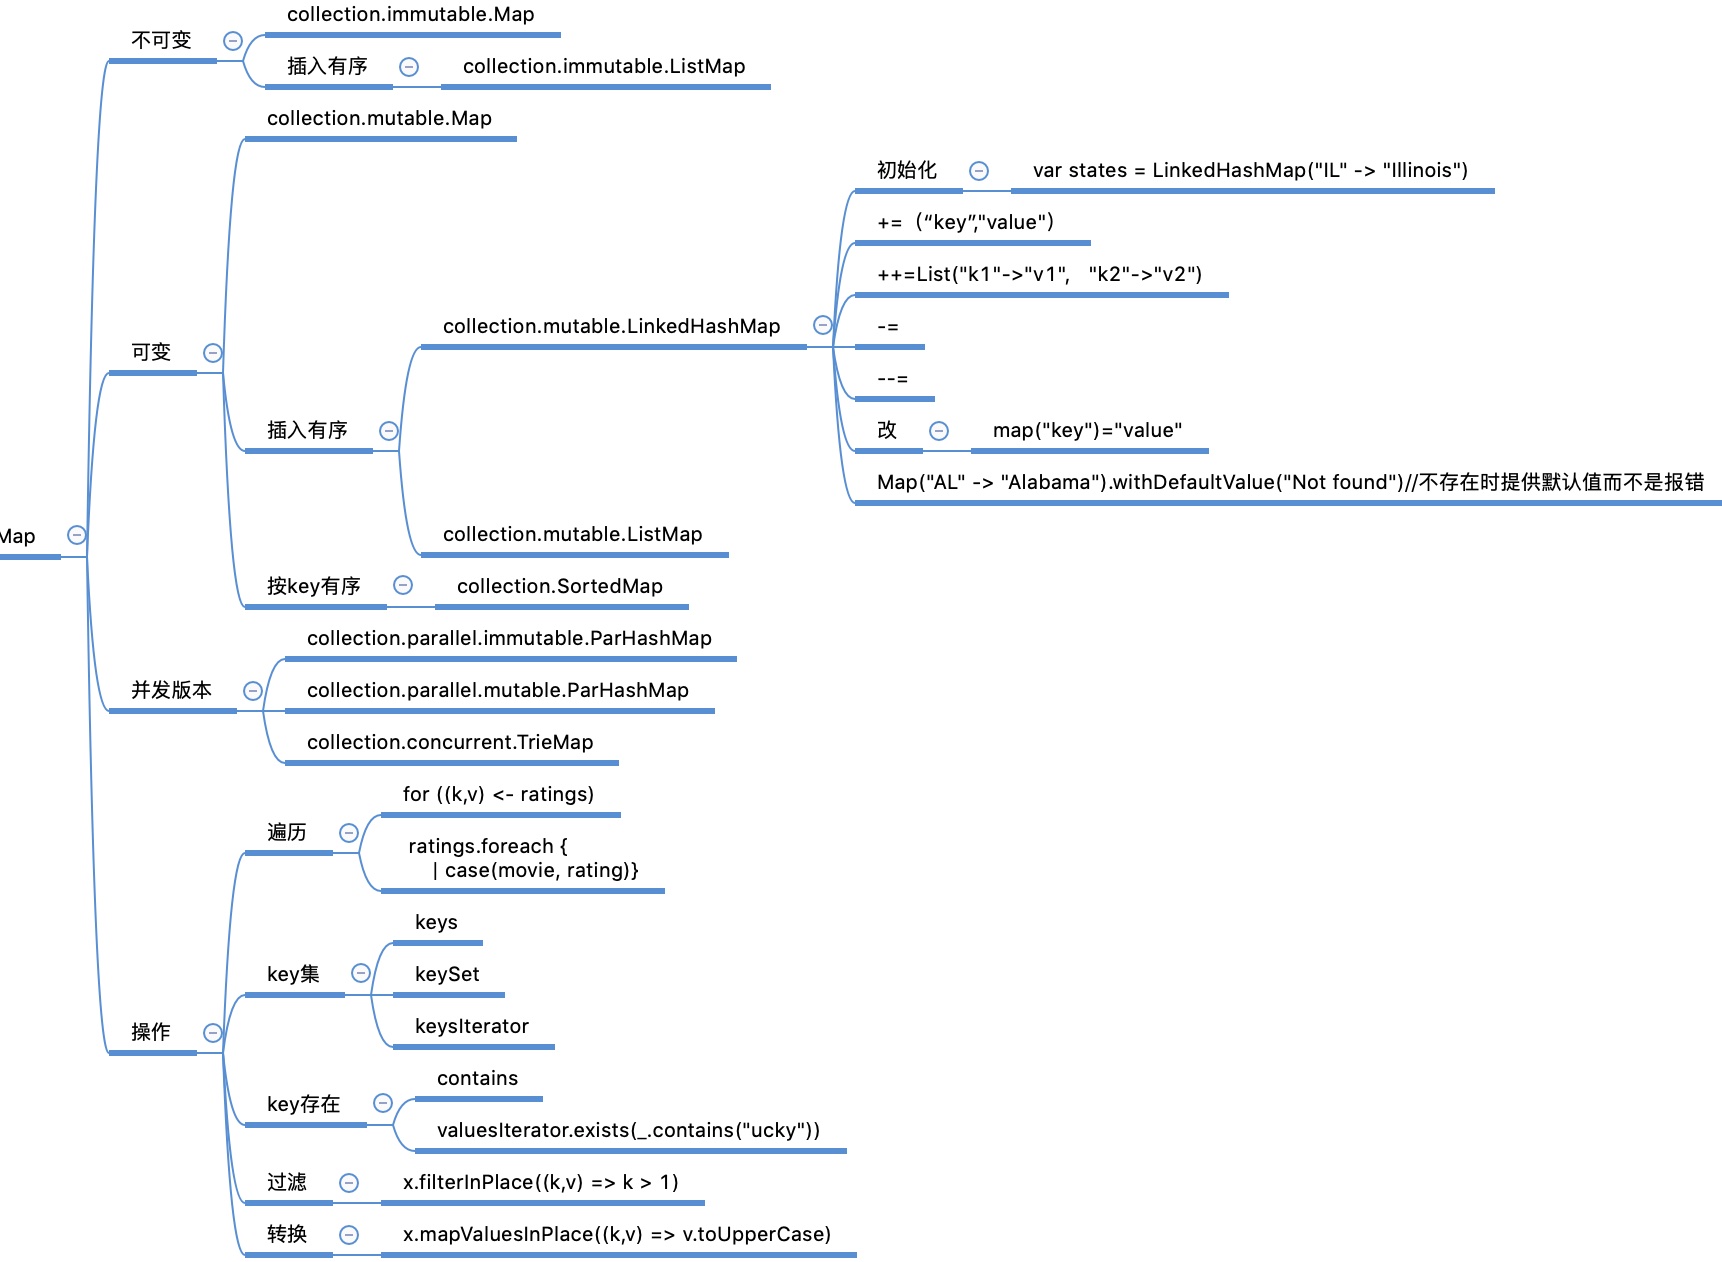 Map
不可变
collection.immutable.Map
插入有序
collection.immutable.ListMap
可变
collection.mutable.Map
插入有序
collection.mutable.LinkedHashMap
初始化
var states = LinkedHashMap("IL" -> "Illinois")
+=（“key”,"value"）
++=List("k1"->"v1", "k2"->"v2")
-=
--=
改
map("key")="value"
Map("AL" -> "Alabama").withDefaultValue("Not found")//不存在时提供默认值而不是报错
collection.mutable.ListMap
按key有序
collection.SortedMap
并发版本
collection.parallel.immutable.ParHashMap
collection.parallel.mutable.ParHashMap
collection.concurrent.TrieMap
操作
遍历
for ((k,v) <- ratings)
ratings.foreach {
| case(movie, rating)}
key集
keys
keySet
keysIterator
key存在
contains
valuesIterator.exists(_.contains("ucky"))
过滤
x.filterInPlace((k,v) => k > 1)
转换
x.mapValuesInPlace((k,v) => v.toUpperCase)